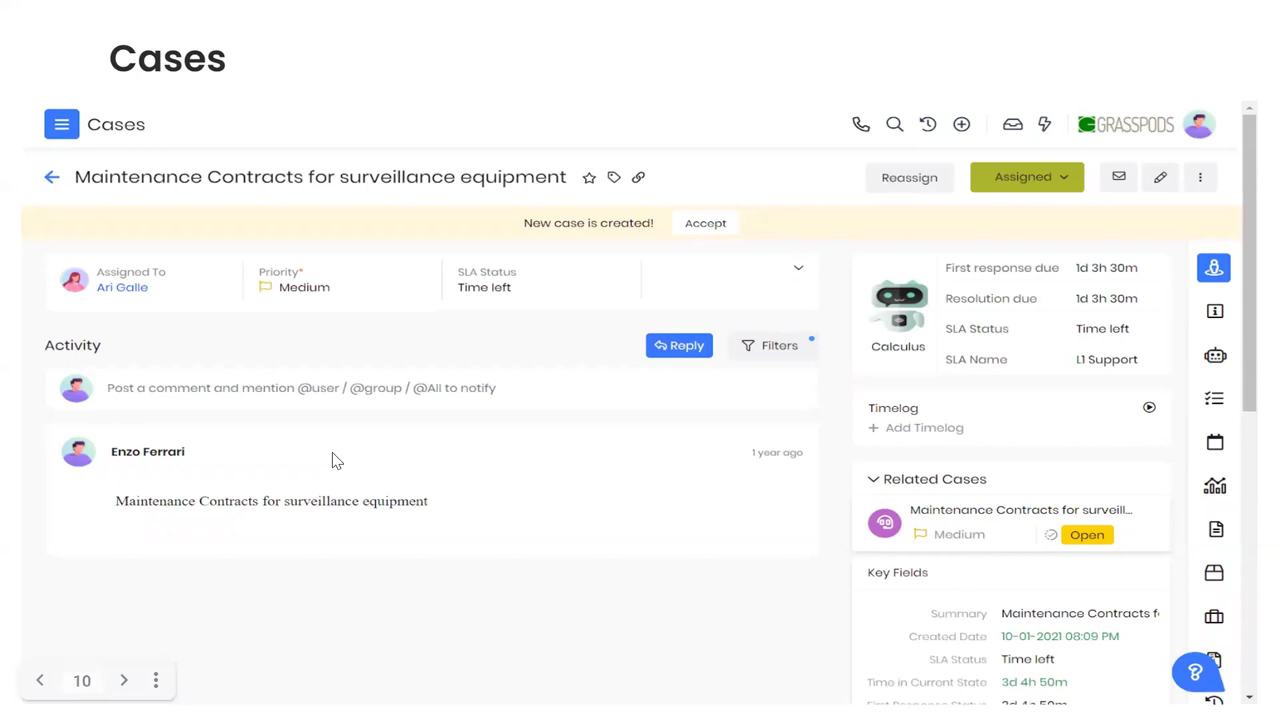 Cases
Cases
GRASSPODS
Maintenance Contracts for surveillance equipment
Reassign
Assigned
New case is created!
Accept
Assigned To
Ari Galle
Priority*
Medium
SLA Status
Time left
First response due 1d 3h 30m
Resolution due 1d 3h 30m
SLA Status Time left
SLA Name L1 Support
Calculus
Activity
Reply
Filters
Post a comment and mention @user / @group / @All to notify
Enzo Ferrari
1 year ago
Maintenance Contracts for surveillance equipment
Timelog
+ Add Timelog
Related Cases
Maintenance Contracts for surveill...
Medium
Open
Key Fields
Summary Maintenance Contracts f
Created Date 10-01-2021 08:09 PM
SLA Status Time left
Time in Current State 3d 4h 50m
10
?